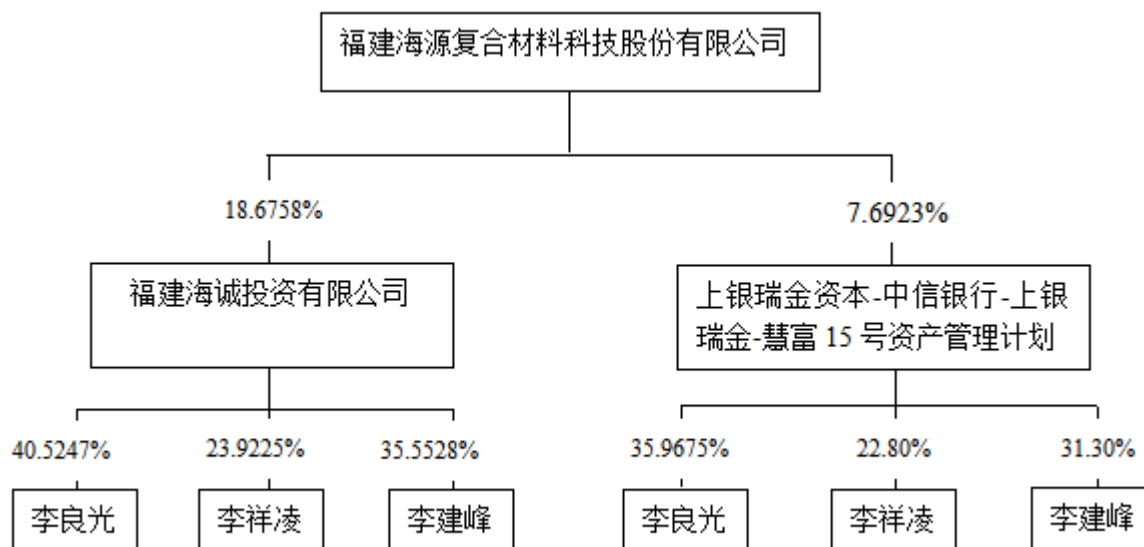 福建海源复合材料科技股份有限公司
18.6758%
7.6923%
福建海诚投资有限公司
上银瑞金资本-中信银行-上银
瑞金-慧富 15 号资产管理计划
40.5247%
23.9225%
35.5528%
35.9675%
22.80%
31.30%
李良光
李祥凌
李建峰
李良光
李祥凌
李建峰